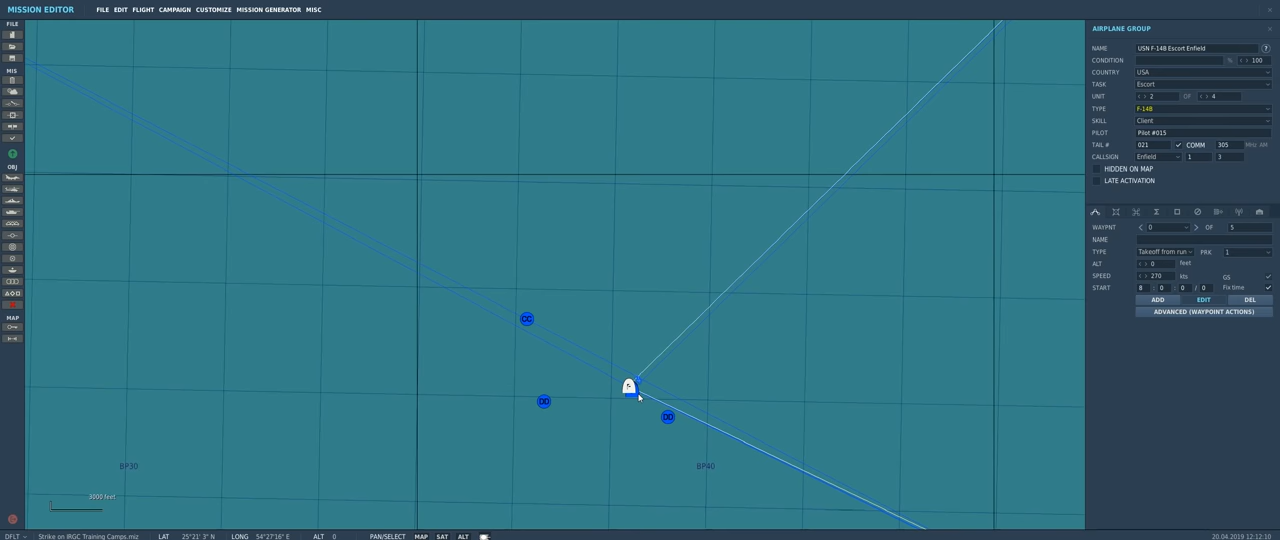 MISSION EDITOR
FILE EDIT FLIGHT CAMPAIGN CUSTOMIZE MISSION GENERATOR MISC
FILE
MIS
OBJ
MAP
CC
DD
DD
BP30
BP40
3000 feet
AIRPLANE GROUP
NAME USN F-14B Escort Enfield ?
CONDITION % < > 100
COUNTRY USA
TASK Escort
UNIT < > 2 OF < > 4
TYPE F-14B
SKILL Client
PILOT Pilot #015
TAIL # 021 COMM 305 MHz AM
CALLSIGN Enfield 1 3
HIDDEN ON MAP
LATE ACTIVATION
WAYPNT 0 OF 5
NAME
TYPE Takeoff from run PRK 1
ALT < > 0 feet
SPEED < > 270 kts GS
START 8 : 0 : 0 / 0 Fix time
ADD EDIT DEL
ADVANCED (WAYPOINT ACTIONS)
DFLT Strike on IRGC Training Camps.miz LAT 25°21' 3" N LONG 54°27'16" E ALT 0 PAN/SELECT MAP SAT ALT 20.04.2019 12:12:10